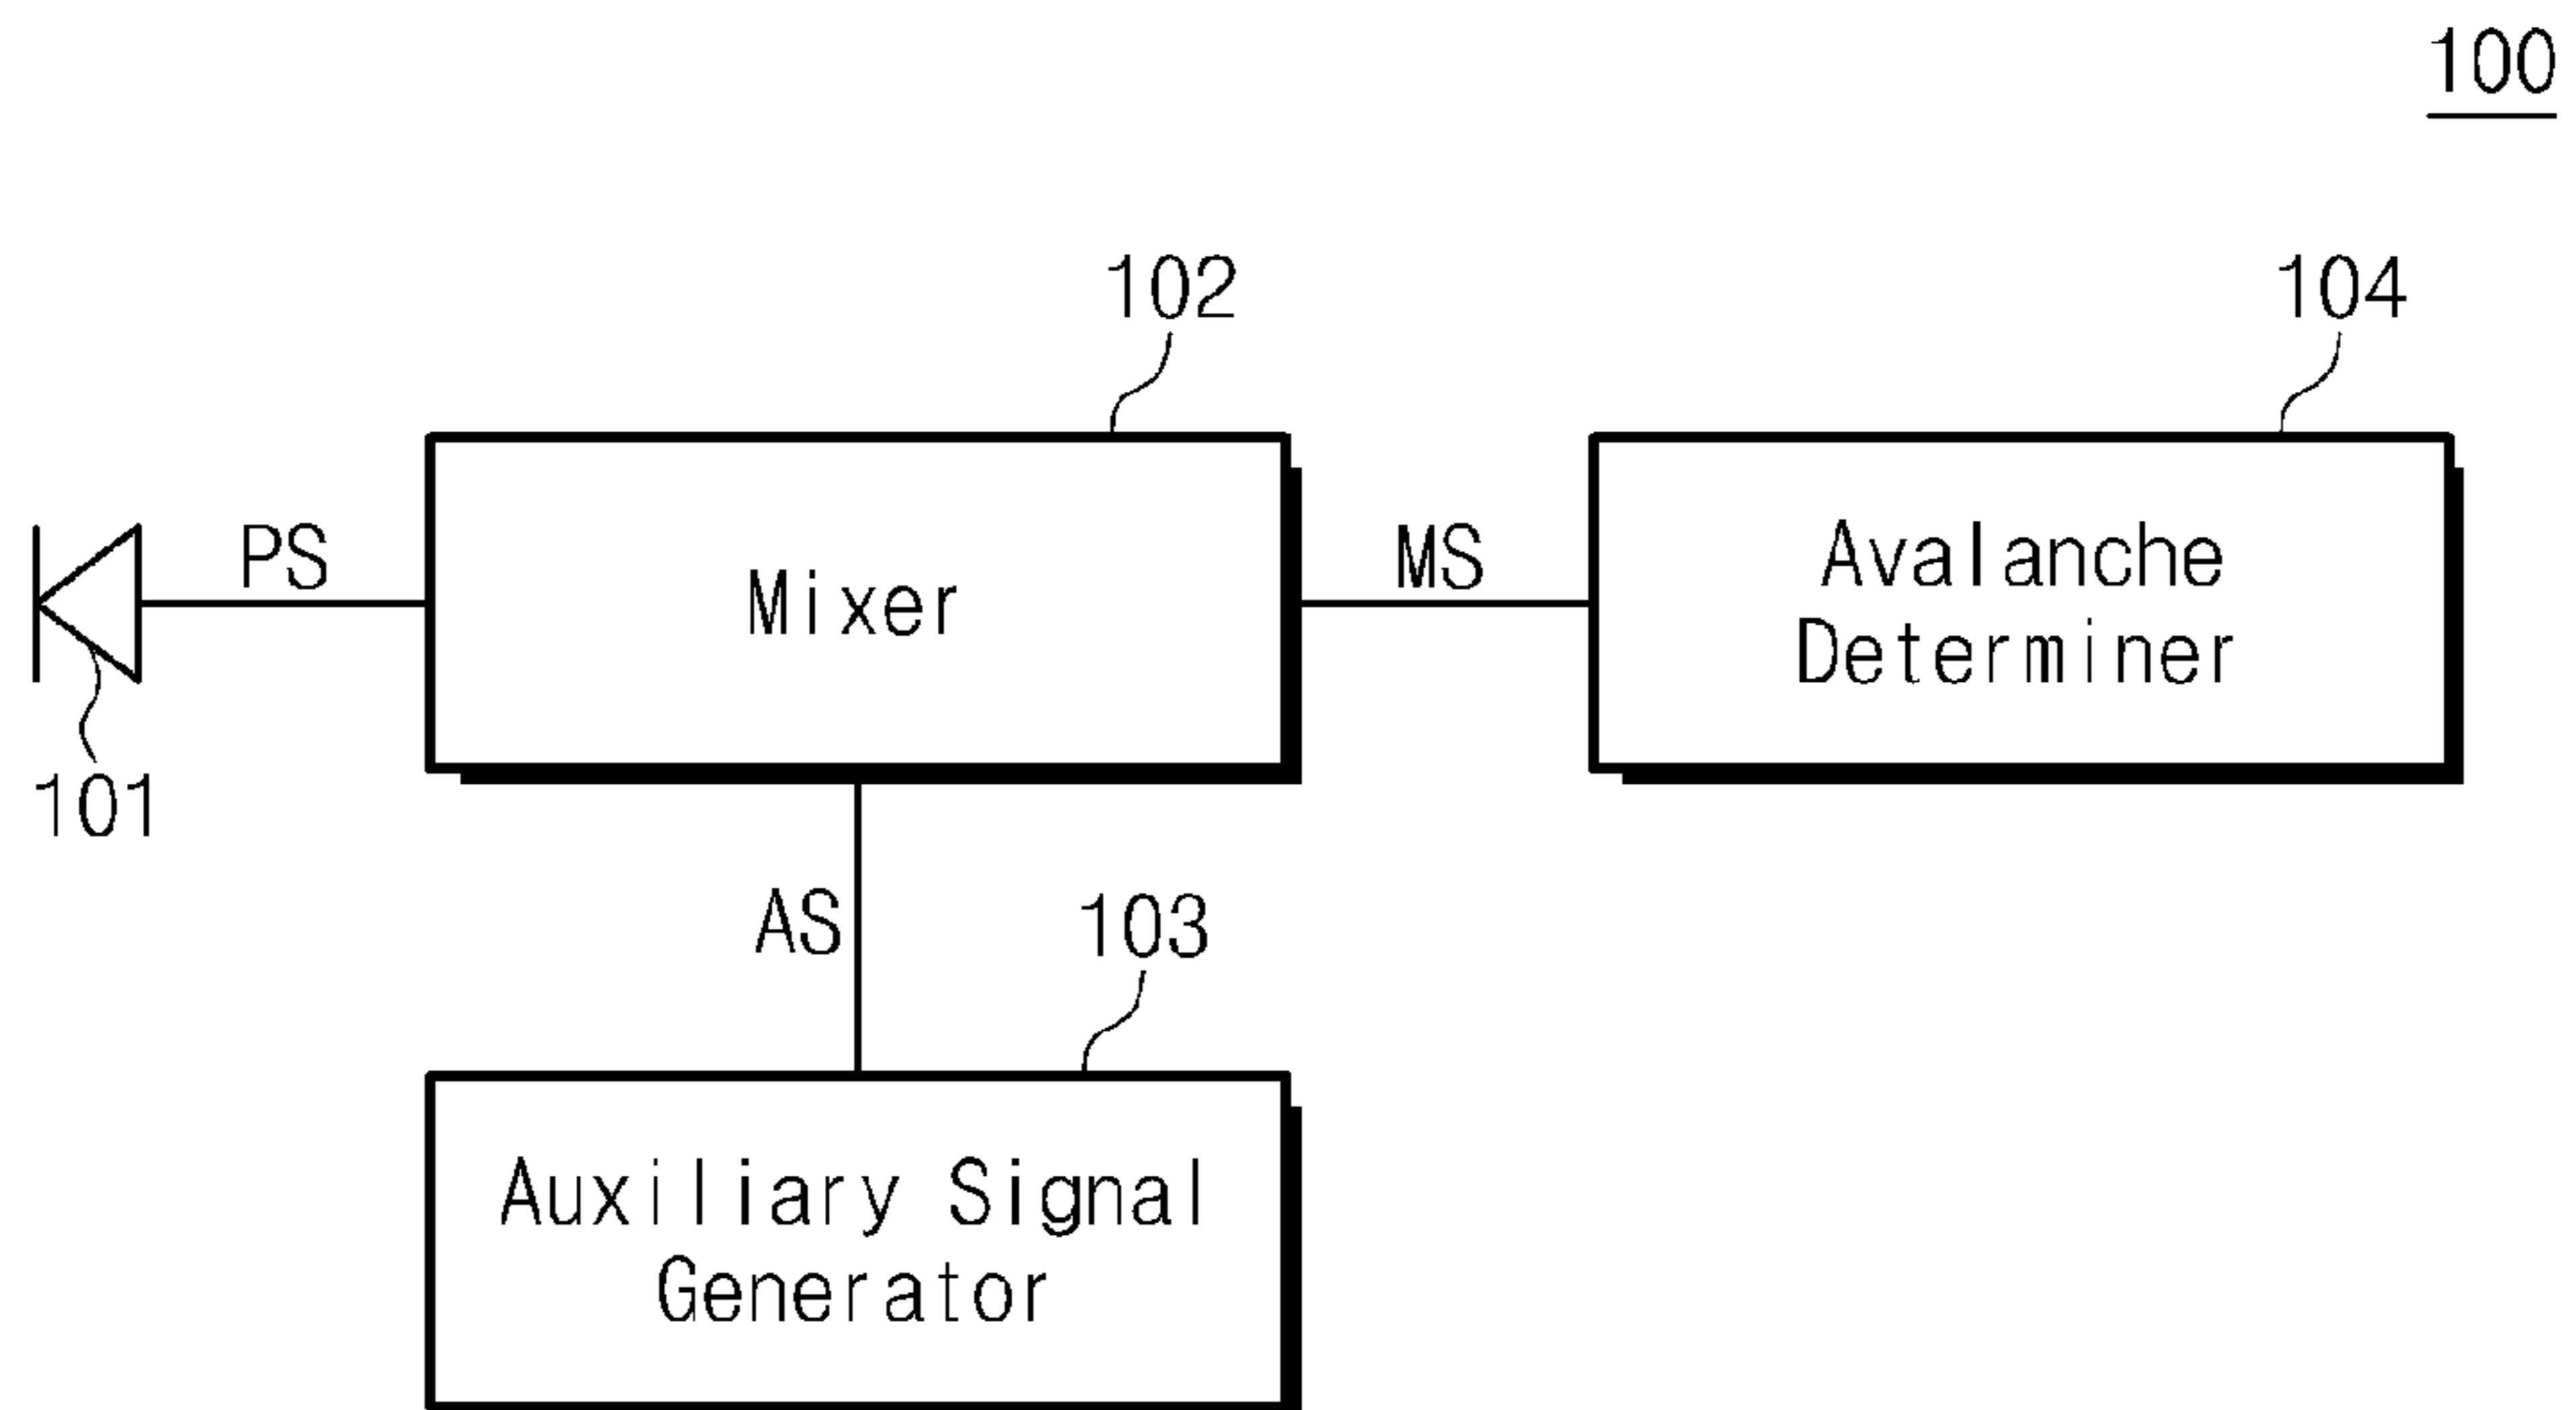 100
102
104
PS
Mixer
MS
Avalanche
Determiner
101
AS
103
Auxiliary Signal
Generator